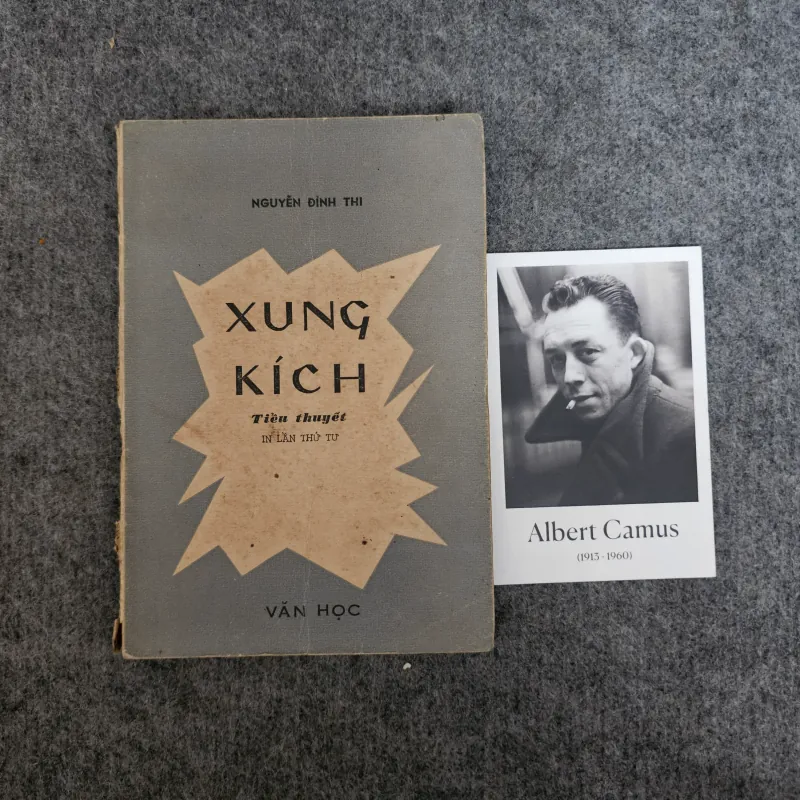 NGUYỄN ĐÌNH THI
XUNG
KÍCH
Tiểu thuyết
IN LẦN THỨ TƯ
VĂN HỌC
Albert Camus
(1913 - 1960)